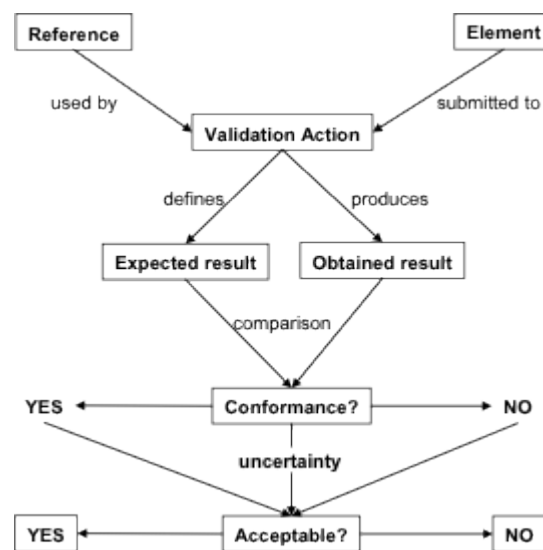 Reference
Element
used by
submitted to
Validation Action
defines
produces
Expected result
Obtained result
comparison
YES
Conformance?
NO
uncertainty
YES
Acceptable?
NO